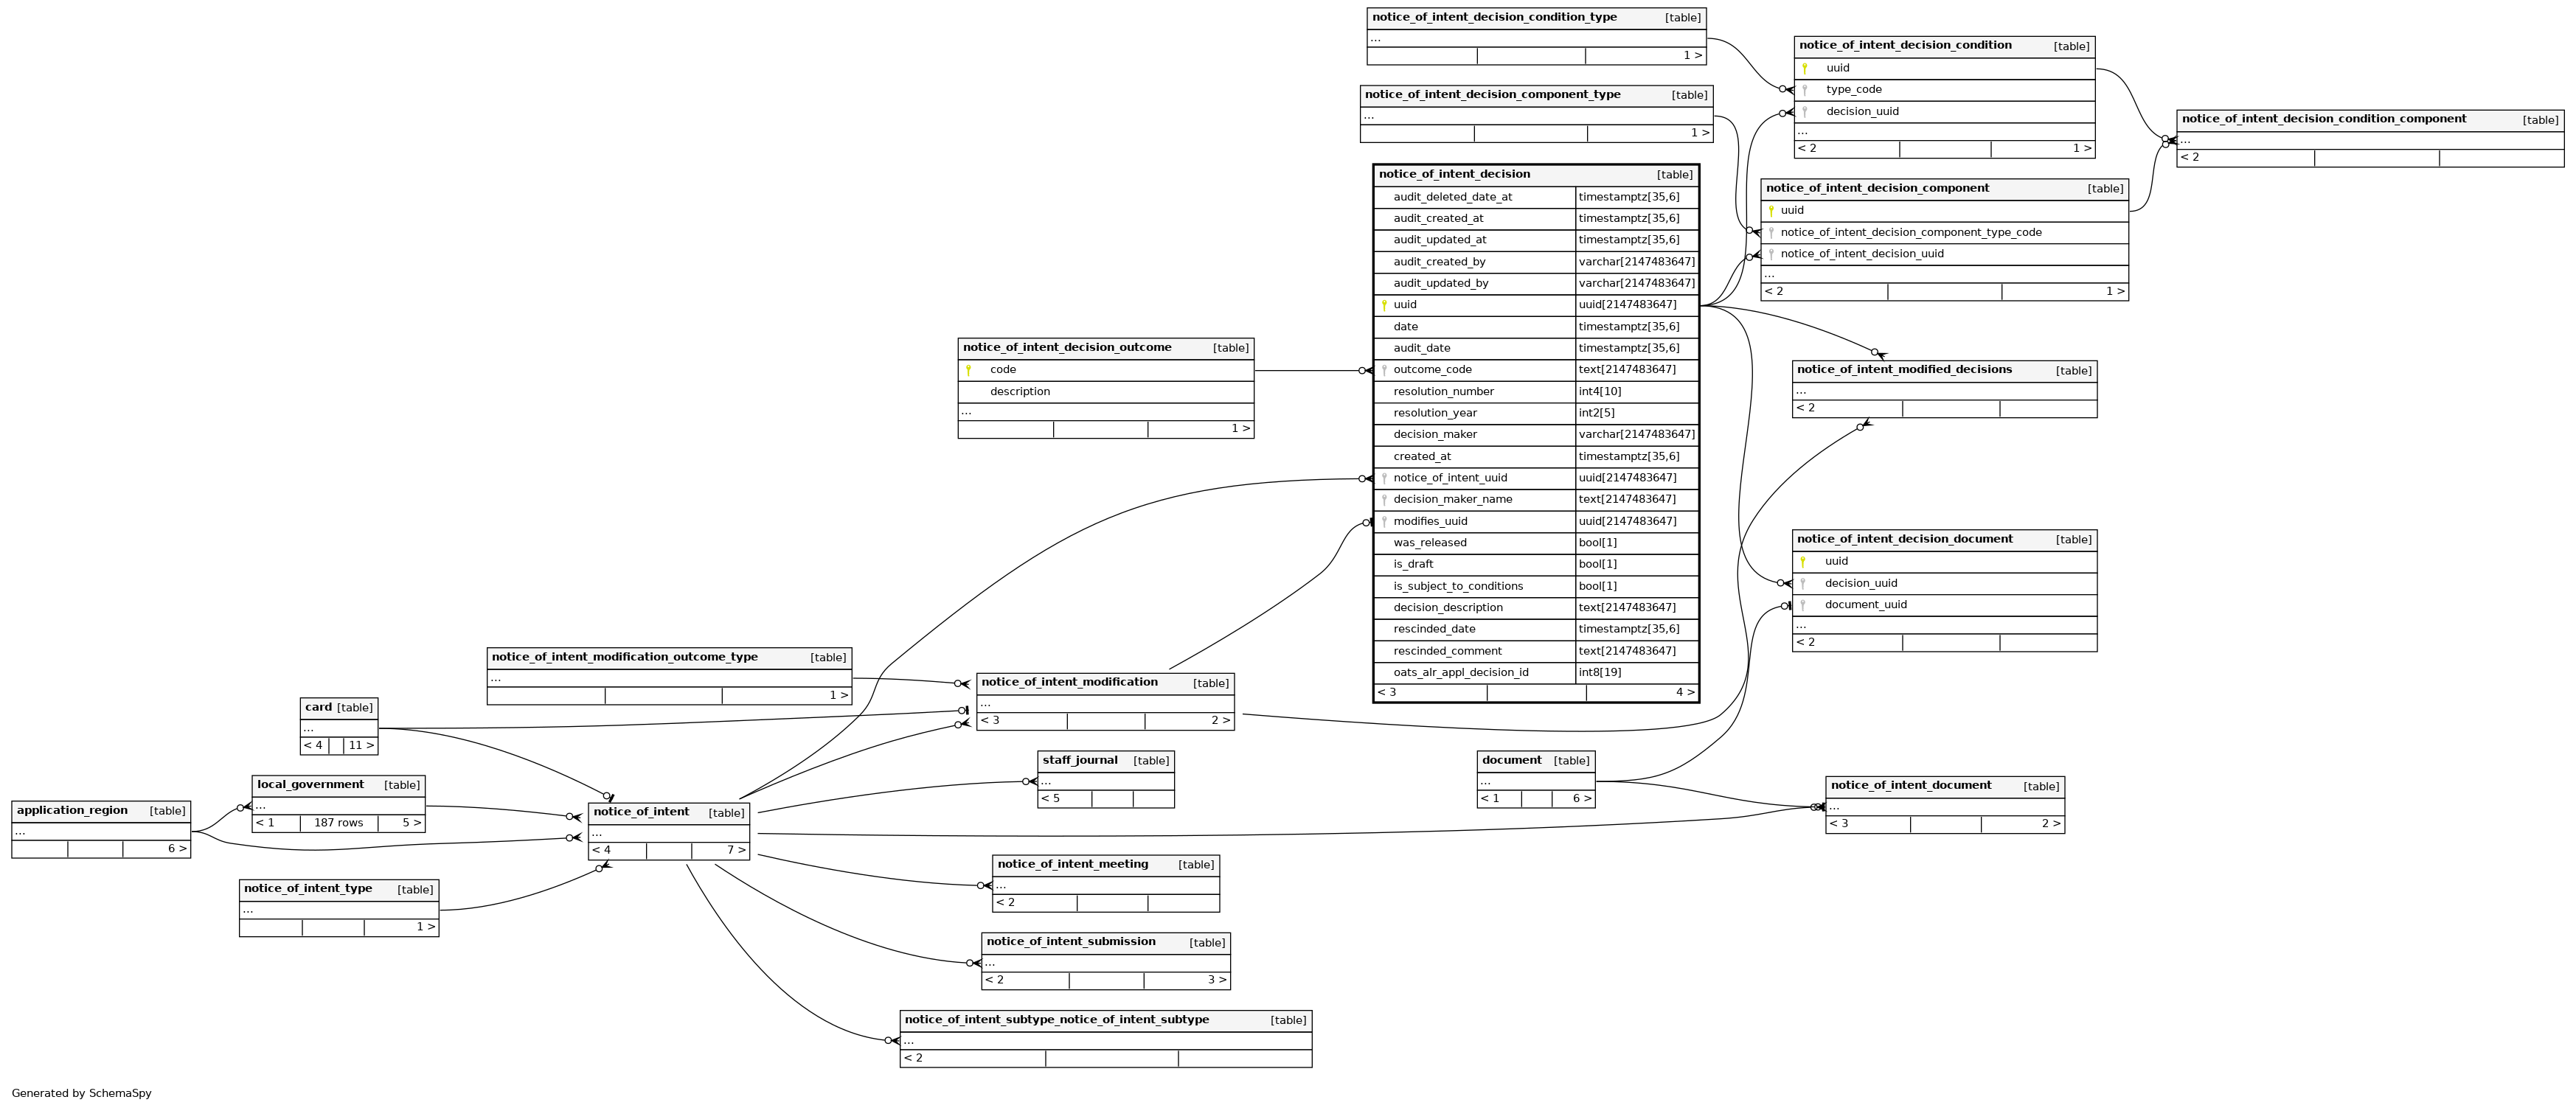 notice_of_intent_decision_condition_type [table]
...
1 >
notice_of_intent_decision_component_type [table]
...
1 >
notice_of_intent_decision [table]
audit_deleted_date_at timestamptz[35,6]
audit_created_at timestamptz[35,6]
audit_updated_at timestamptz[35,6]
audit_created_by varchar[2147483647]
audit_updated_by varchar[2147483647]
uuid uuid[2147483647]
date timestamptz[35,6]
audit_date timestamptz[35,6]
outcome_code text[2147483647]
resolution_number int4[10]
resolution_year int2[5]
decision_maker varchar[2147483647]
created_at timestamptz[35,6]
notice_of_intent_uuid uuid[2147483647]
decision_maker_name text[2147483647]
modifies_uuid uuid[2147483647]
was_released bool[1]
is_draft bool[1]
is_subject_to_conditions bool[1]
decision_description text[2147483647]
rescinded_date timestamptz[35,6]
rescinded_comment text[2147483647]
oats_alr_appl_decision_id int8[19]
< 3 4 >
notice_of_intent_decision_condition [table]
uuid
type_code
decision_uuid
...
< 2 1 >
notice_of_intent_decision_condition_component [table]
...
< 2
notice_of_intent_decision_component [table]
uuid
notice_of_intent_decision_component_type_code
notice_of_intent_decision_uuid
...
< 2 1 >
notice_of_intent_decision_outcome [table]
code
description
...
1 >
notice_of_intent_modified_decisions [table]
...
< 2
notice_of_intent_decision_document [table]
uuid
decision_uuid
document_uuid
...
< 2
notice_of_intent_modification_outcome_type [table]
...
1 >
notice_of_intent_modification [table]
...
< 3 2 >
card [table]
...
< 4 11 >
local_government [table]
...
< 1 187 rows 5 >
application_region [table]
...
6 >
notice_of_intent_type [table]
...
1 >
notice_of_intent [table]
...
< 4 7 >
staff_journal [table]
...
< 5
document [table]
...
< 1 6 >
notice_of_intent_document [table]
...
< 3 2 >
notice_of_intent_meeting [table]
...
< 2
notice_of_intent_submission [table]
...
< 2 3 >
notice_of_intent_subtype_notice_of_intent_subtype [table]
...
< 2
Generated by SchemaSpy